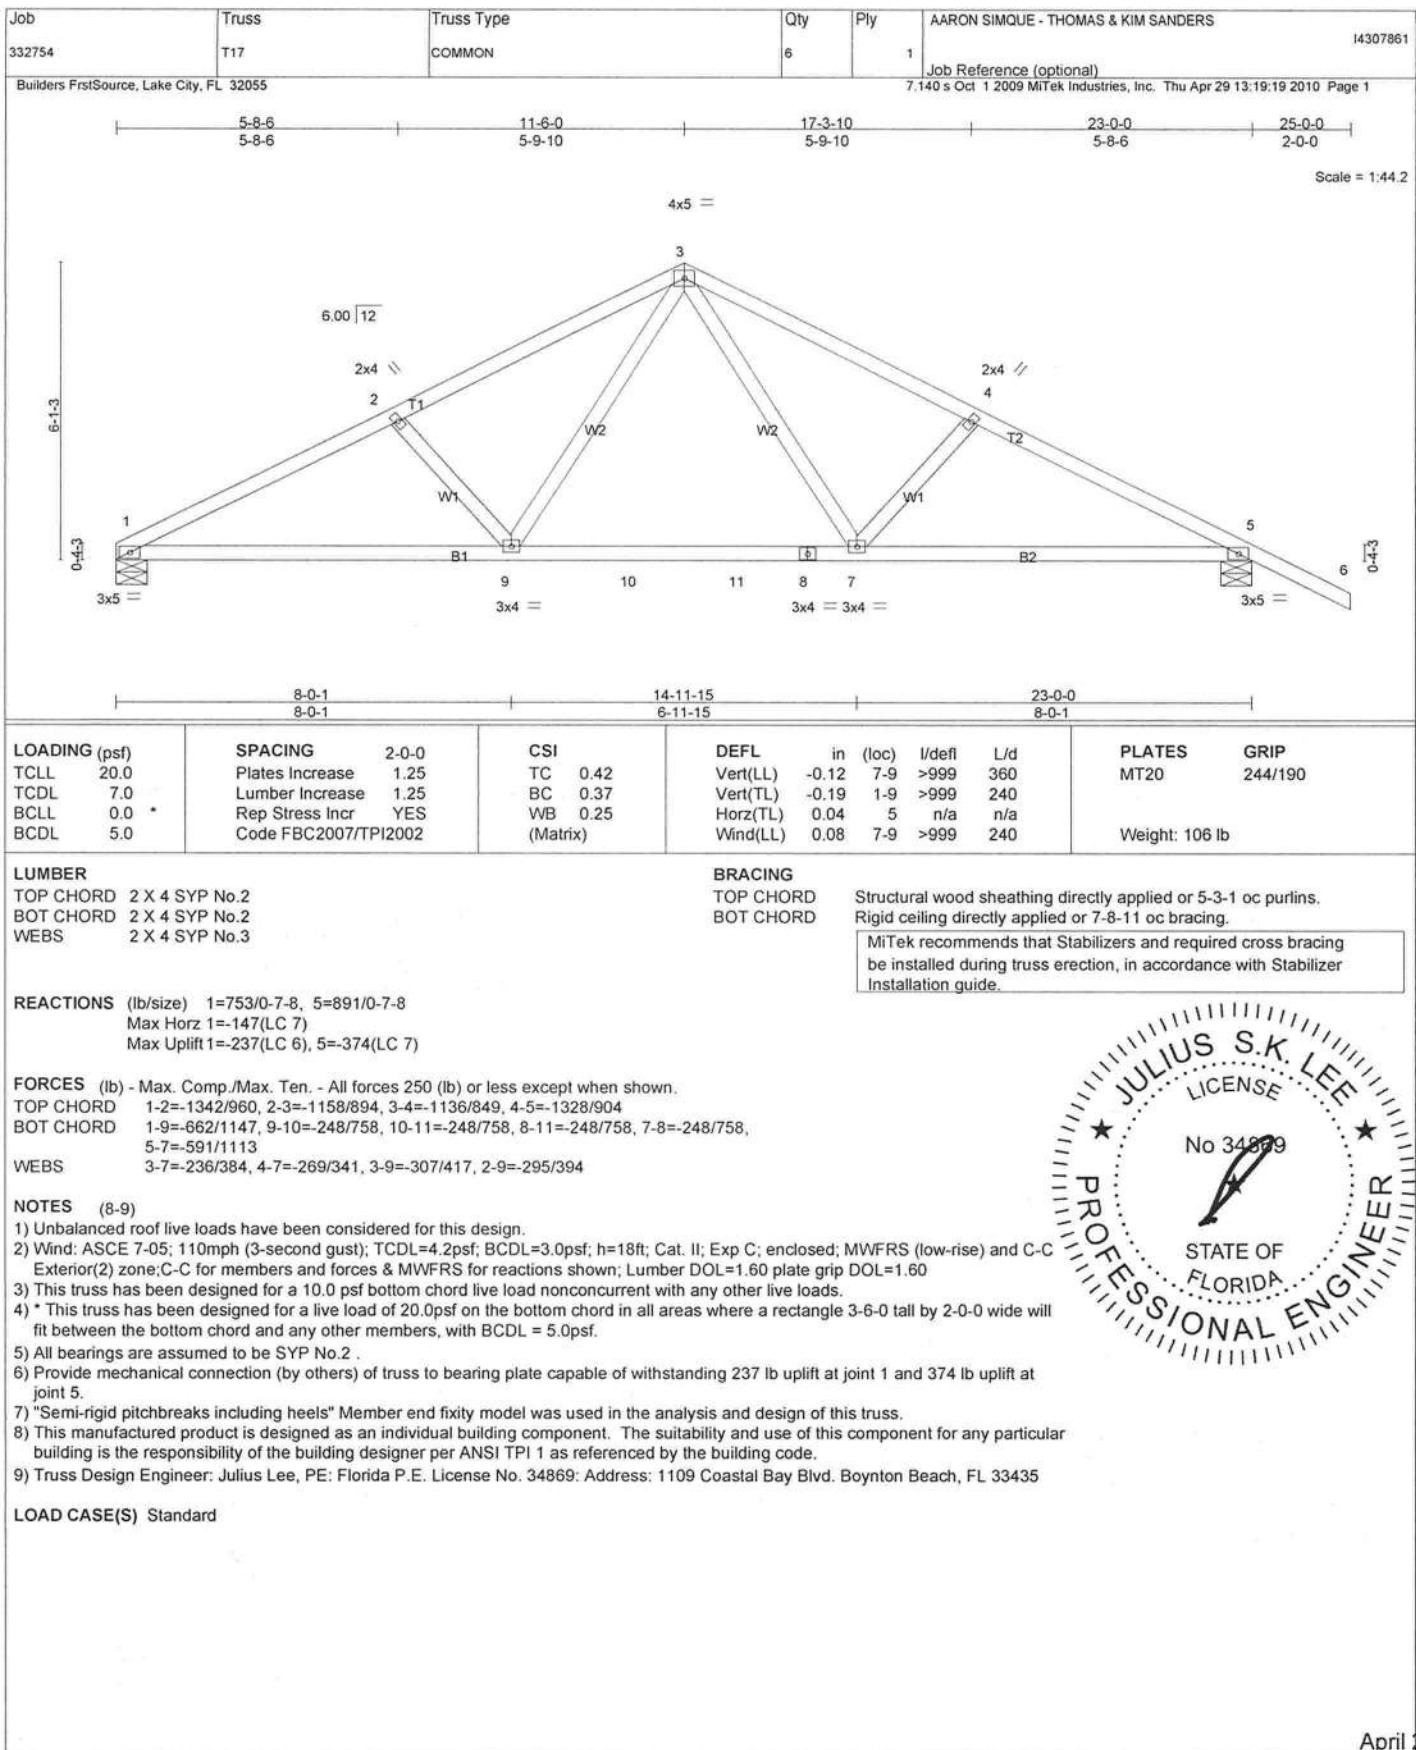 Job Truss Truss Type Qty Ply AARON SIMQUE - THOMAS & KIM SANDERS
I4307861
332754 T17 COMMON 6 1
Job Reference (optional)
Builders FrstSource, Lake City, FL 32055 7.140 s Oct 1 2009 MiTek Industries, Inc. Thu Apr 29 13:19:19 2010 Page 1
5-8-6 11-6-0 17-3-10 23-0-0 25-0-0
5-8-6 5-9-10 5-9-10 5-8-6 2-0-0
Scale = 1:44.2
4x5 =
3
6.00 12
2x4 \\ 2x4 //
2 T1 4
6-1-3
W2 W2 T2
W1 W1
1 5
0-4-3 B1 B2 0-4-3
9 10 11 8 7 6
3x5 = 3x4 = 3x4 = 3x4 = 3x5 =
8-0-1 14-11-15 23-0-0
8-0-1 6-11-15 8-0-1
LOADING (psf)
TCLL 20.0
TCDL 7.0
BCLL 0.0 *
BCDL 5.0
SPACING 2-0-0
Plates Increase 1.25
Lumber Increase 1.25
Rep Stress Incr YES
Code FBC2007/TPI2002
CSI
TC 0.42
BC 0.37
WB 0.25
(Matrix)
DEFL in (loc) l/defl L/d
Vert(LL) -0.12 7-9 >999 360
Vert(TL) -0.19 1-9 >999 240
Horz(TL) 0.04 5 n/a n/a
Wind(LL) 0.08 7-9 >999 240
PLATES GRIP
MT20 244/190
Weight: 106 lb
LUMBER
TOP CHORD 2 X 4 SYP No.2
BOT CHORD 2 X 4 SYP No.2
WEBS 2 X 4 SYP No.3
BRACING
TOP CHORD Structural wood sheathing directly applied or 5-3-1 oc purlins.
BOT CHORD Rigid ceiling directly applied or 7-8-11 oc bracing.
MiTek recommends that Stabilizers and required cross bracing
be installed during truss erection, in accordance with Stabilizer
Installation guide.
REACTIONS (lb/size) 1=753/0-7-8, 5=891/0-7-8
Max Horz 1=-147(LC 7)
Max Uplift1=-237(LC 6), 5=-374(LC 7)
FORCES (lb) - Max. Comp./Max. Ten. - All forces 250 (lb) or less except when shown.
TOP CHORD 1-2=-1342/960, 2-3=-1158/894, 3-4=-1136/849, 4-5=-1328/904
BOT CHORD 1-9=-662/1147, 9-10=-248/758, 10-11=-248/758, 8-11=-248/758, 7-8=-248/758,
5-7=-591/1113
WEBS 3-7=-236/384, 4-7=-269/341, 3-9=-307/417, 2-9=-295/394
NOTES (8-9)
1) Unbalanced roof live loads have been considered for this design.
2) Wind: ASCE 7-05; 110mph (3-second gust); TCDL=4.2psf; BCDL=3.0psf; h=18ft; Cat. II; Exp C; enclosed; MWFRS (low-rise) and C-C
Exterior(2) zone;C-C for members and forces & MWFRS for reactions shown; Lumber DOL=1.60 plate grip DOL=1.60
3) This truss has been designed for a 10.0 psf bottom chord live load nonconcurrent with any other live loads.
4) * This truss has been designed for a live load of 20.0psf on the bottom chord in all areas where a rectangle 3-6-0 tall by 2-0-0 wide will
fit between the bottom chord and any other members, with BCDL = 5.0psf.
5) All bearings are assumed to be SYP No.2 .
6) Provide mechanical connection (by others) of truss to bearing plate capable of withstanding 237 lb uplift at joint 1 and 374 lb uplift at
joint 5.
7) "Semi-rigid pitchbreaks including heels" Member end fixity model was used in the analysis and design of this truss.
8) This manufactured product is designed as an individual building component. The suitability and use of this component for any particular
building is the responsibility of the building designer per ANSI TPI 1 as referenced by the building code.
9) Truss Design Engineer: Julius Lee, PE: Florida P.E. License No. 34869: Address: 1109 Coastal Bay Blvd. Boynton Beach, FL 33435
LOAD CASE(S) Standard
JULIUS S.K. LEE
LICENSE
No 34869
STATE OF
FLORIDA
PROFESSIONAL ENGINEER
April 2